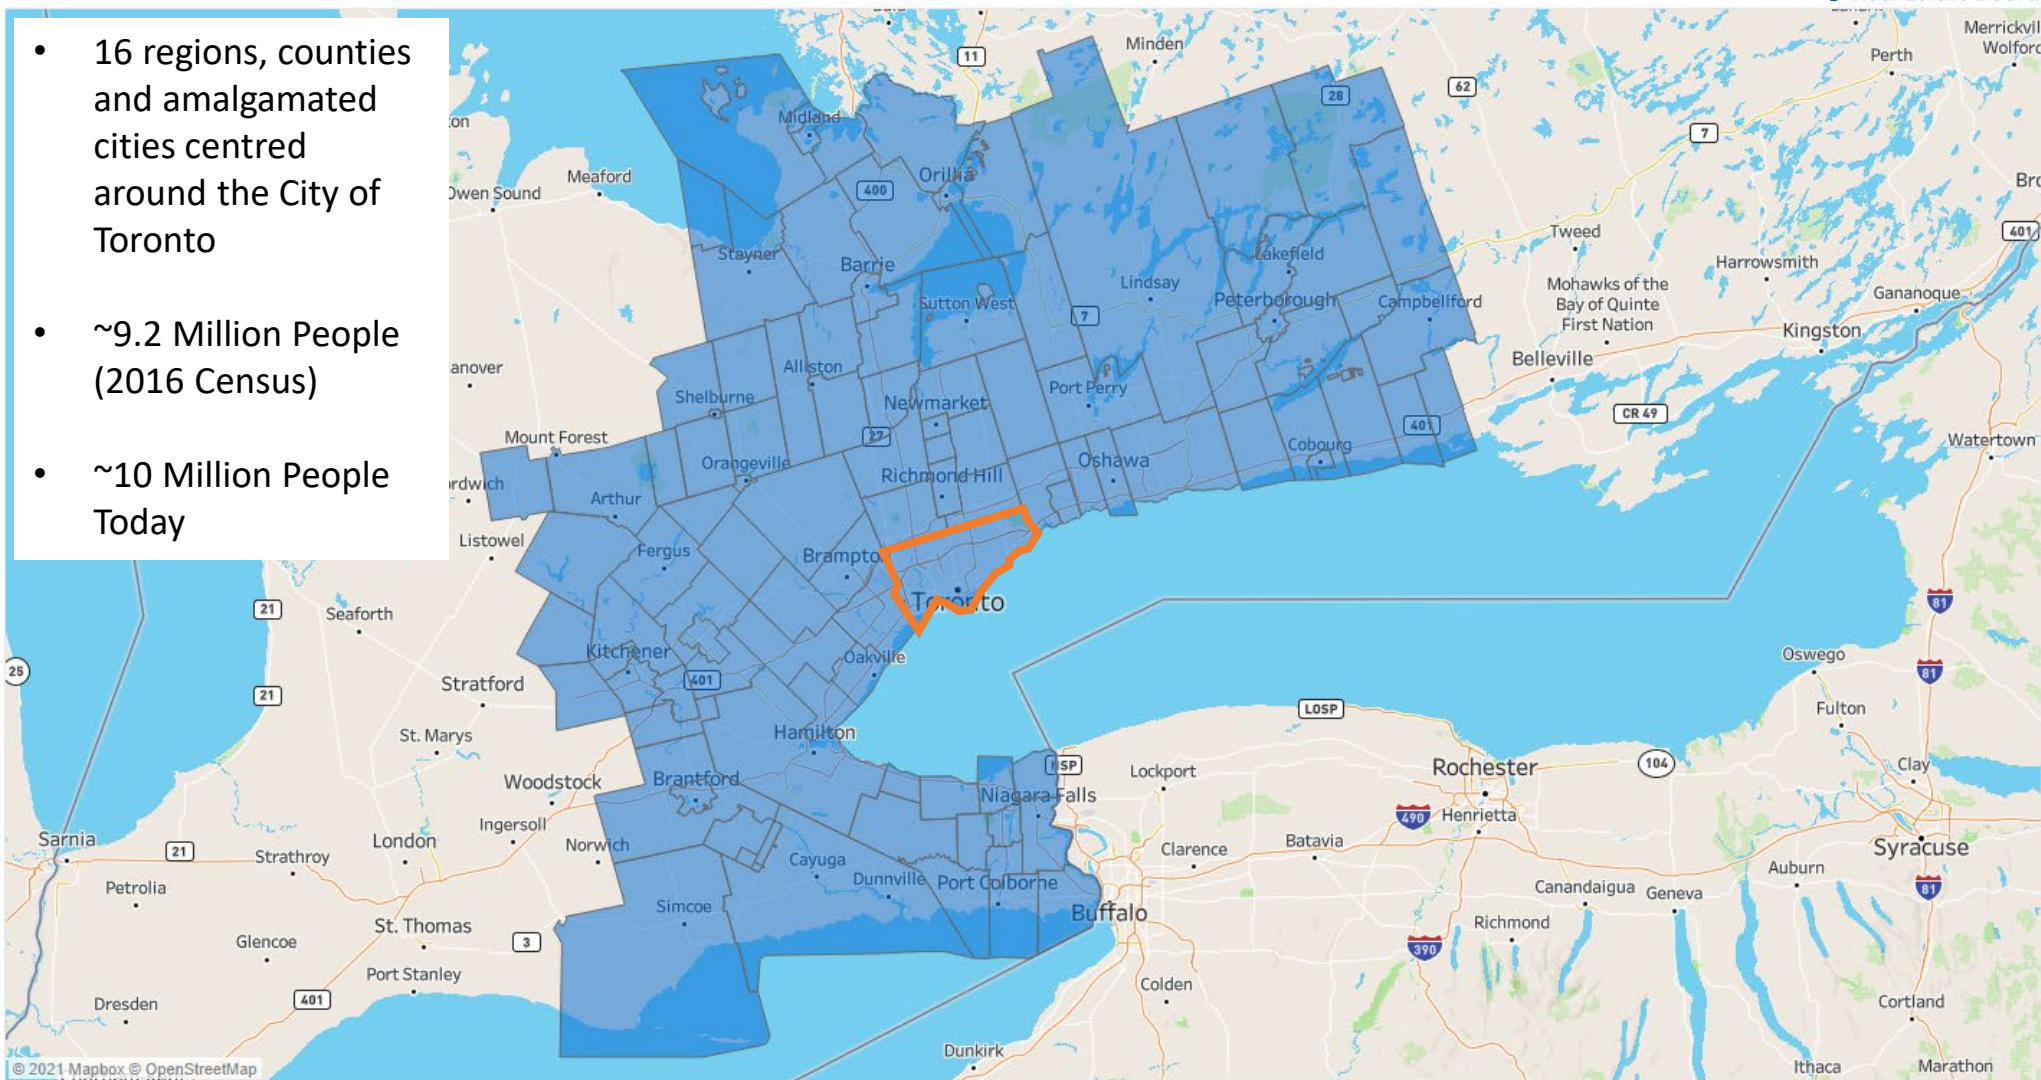 • 16 regions, counties
and amalgamated
cities centred
around the City of
Toronto
• ~9.2 Million People
(2016 Census)
• ~10 Million People
Today
Minden
Perth
Merrickvil
Wolford
11
62
28
7
Midland
Meaford
Owen Sound
400
Orillia
Bro
401
Tweed
Harrowsmith
Stayner
Barrie
Lakefield
Lindsay
Mohawks of the
Bay of Quinte
First Nation
Gananoque
Sutton West
7
Peterborough
Campbellford
Kingston
Belleville
anover
Alliston
Shelburne
Newmarket
Port Perry
CR 49
Mount Forest
27
401
Cobourg
Watertown
Orangeville
Richmond Hill
Oshawa
ordwich
Arthur
Listowel
Fergus
Brampto
Toronto
21
Seaforth
81
Kitchener
Oakville
Oswego
25
Stratford
401
81
21
LOSP
Fulton
St. Marys
Hamilton
Woodstock
Brantford
NSP
Lockport
Rochester
104
Clay
Niagara Falls
490
Henrietta
Ingersoll
Sarnia
21
London
Norwich
Batavia
Clarence
Syracuse
Strathroy
Cayuga
Auburn
Petrolia
Dunnville
Port Colborne
Canandaigua
Geneva
81
Simcoe
Buffalo
Richmond
St. Thomas
3
Glencoe
390
Port Stanley
Colden
Dresden
401
Cortland
Dunkirk
Ithaca
Marathon
© 2021 Mapbox © OpenStreetMap